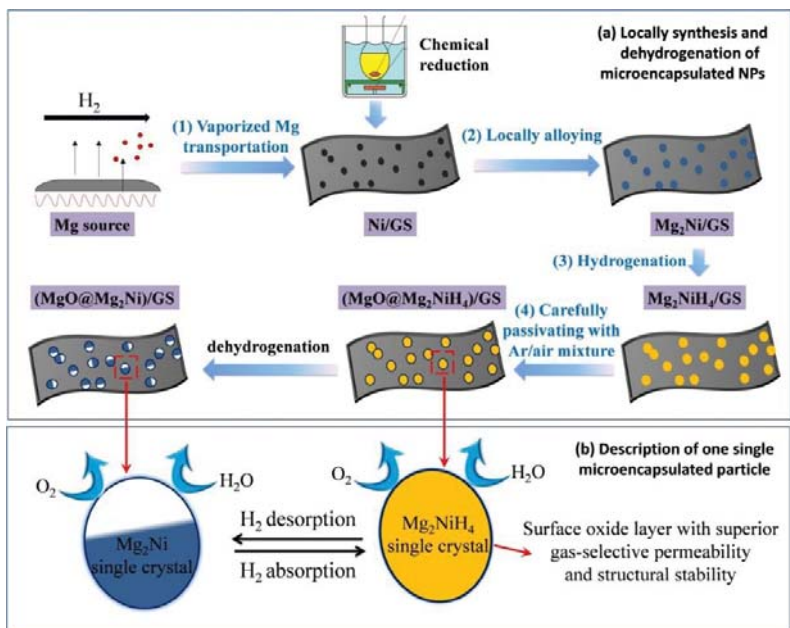 (a) Locally synthesis and
dehydrogenation of
microencapsulated NPs
Chemical
reduction
H₂
(1) Vaporized Mg
transportation
(2) Locally alloying
Mg source
Ni/GS
Mg₂Ni/GS
(3) Hydrogenation
(MgO@Mg₂Ni)/GS
(MgO@Mg₂NiH₄)/GS
Mg₂NiH₄/GS
dehydrogenation
(4) Carefully
passivating with
Ar/air mixture
(b) Description of one single
microencapsulated particle
O₂
H₂O
O₂
H₂O
Mg₂Ni
single crystal
H₂ desorption
H₂ absorption
Mg₂NiH₄
single crystal
Surface oxide layer with superior
gas-selective permeability
and structural stability